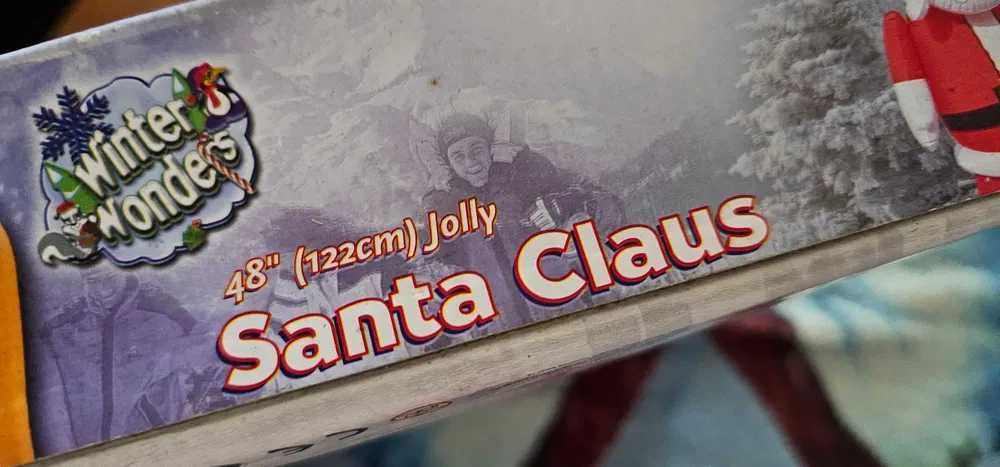 Winter
Wonders
48" (122cm) Jolly
Santa Claus